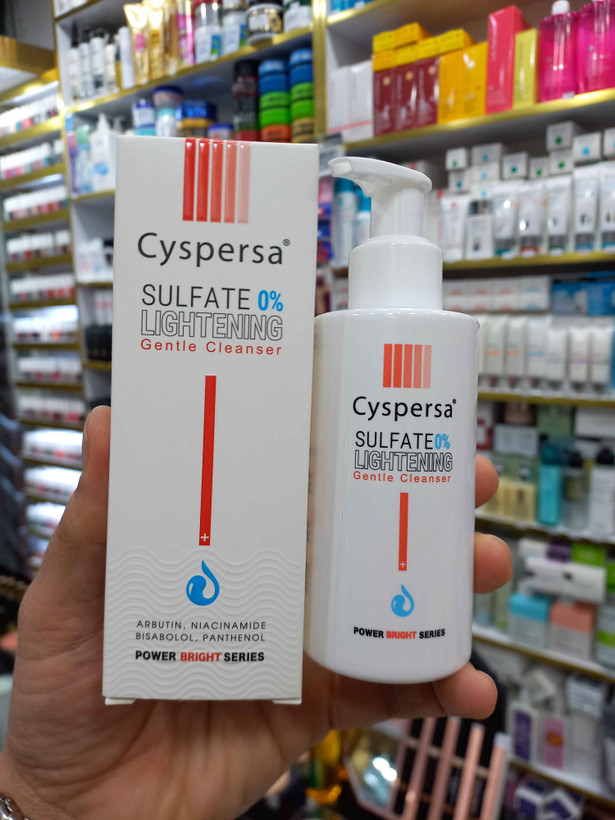 Cyspersa®
SULFATE 0%
LIGHTENING
Gentle Cleanser
ARBUTIN, NIACINAMIDE
BISABOLOL, PANTHENOL
POWER BRIGHT SERIES
Cyspersa®
SULFATE 0%
LIGHTENING
Gentle Cleanser
POWER BRIGHT SERIES